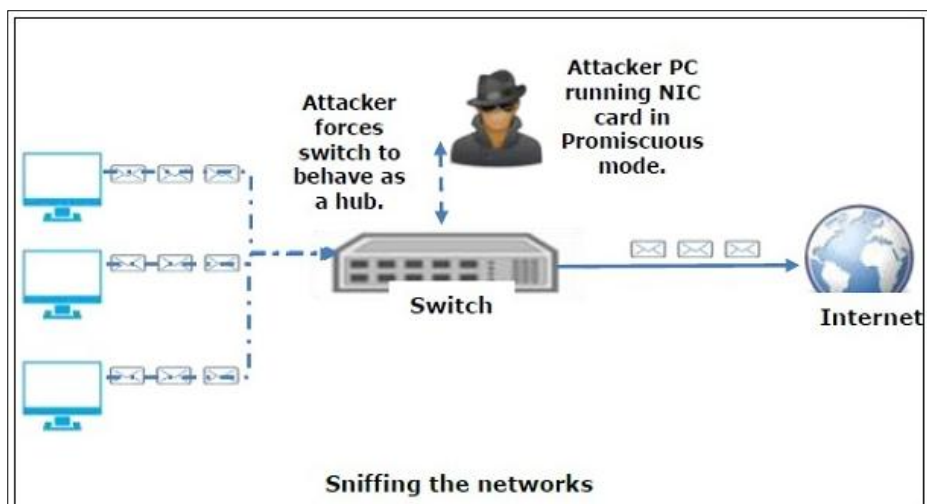 Attacker
forces
switch to
behave as
a hub.
Attacker PC
running NIC
card in
Promiscuous
mode.
Switch
Internet
Sniffing the networks